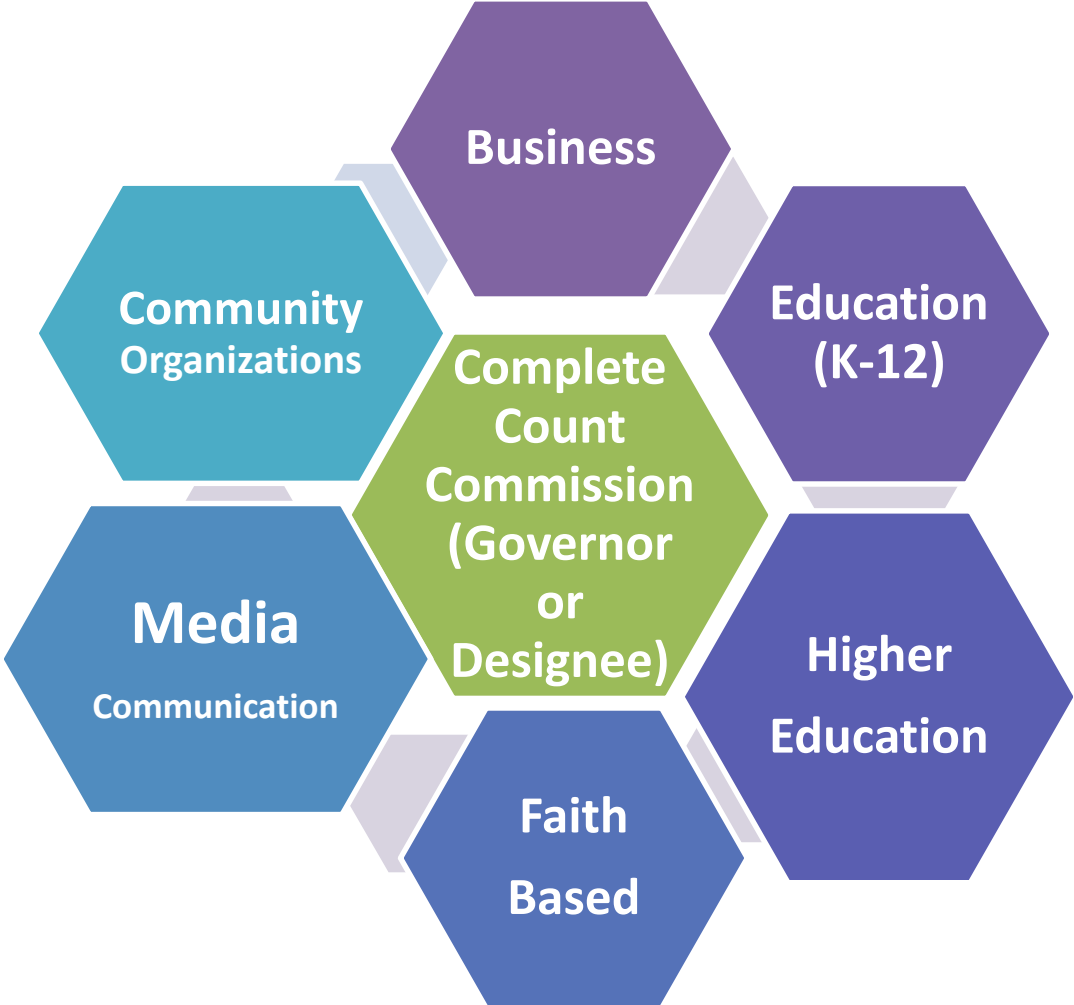 Business
Education
(K-12)
Community
Organizations
Complete
Count
Commission
(Governor
or
Designee)
Media
Communication
Higher
Education
Faith
Based